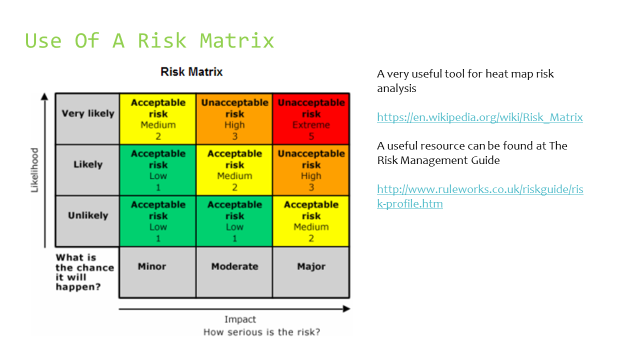 Use Of A Risk Matrix
Risk Matrix
Likelihood
Very likely
Acceptable
risk
Medium
2
Unacceptable
risk
High
3
Unacceptable
risk
Extreme
5
Likely
Acceptable
risk
Low
1
Acceptable
risk
Medium
2
Unacceptable
risk
High
3
Unlikely
Acceptable
risk
Low
1
Acceptable
risk
Low
1
Acceptable
risk
Medium
2
What is
the chance
it will
happen?
Minor
Moderate
Major
Impact
How serious is the risk?
A very useful tool for heat map risk
analysis
https://en.wikipedia.org/wiki/Risk_Matrix
A useful resource can be found at The
Risk Management Guide
http://www.ruleworks.co.uk/riskguide/ris
k-profile.htm